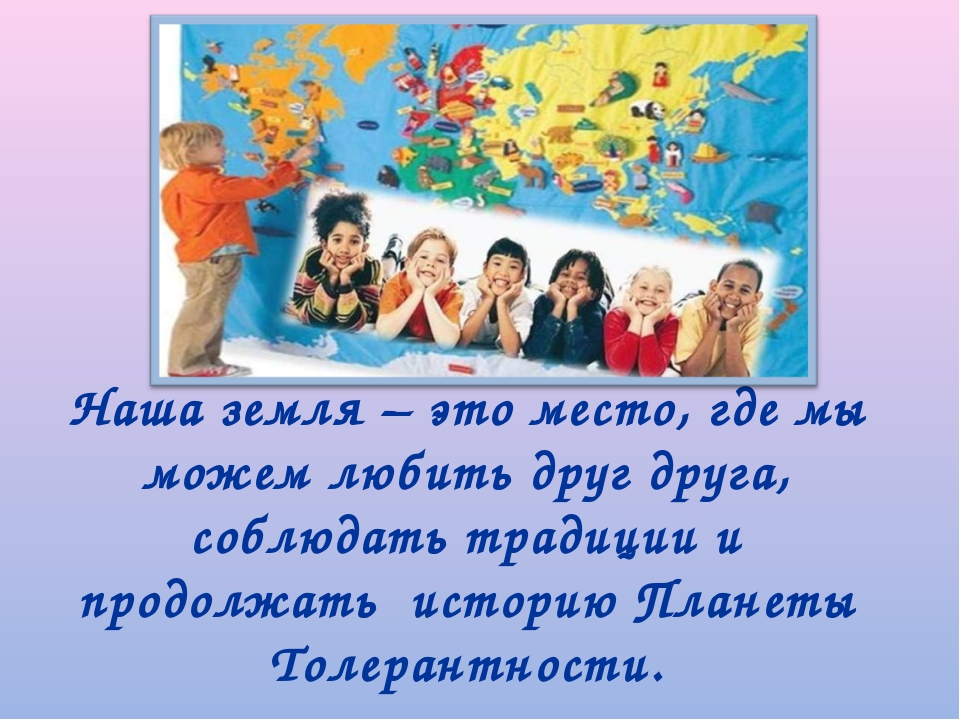 Наша земля – это место, где мы
можем любить друг друга,
соблюдать традиции и
продолжать историю Планеты
Толерантности.